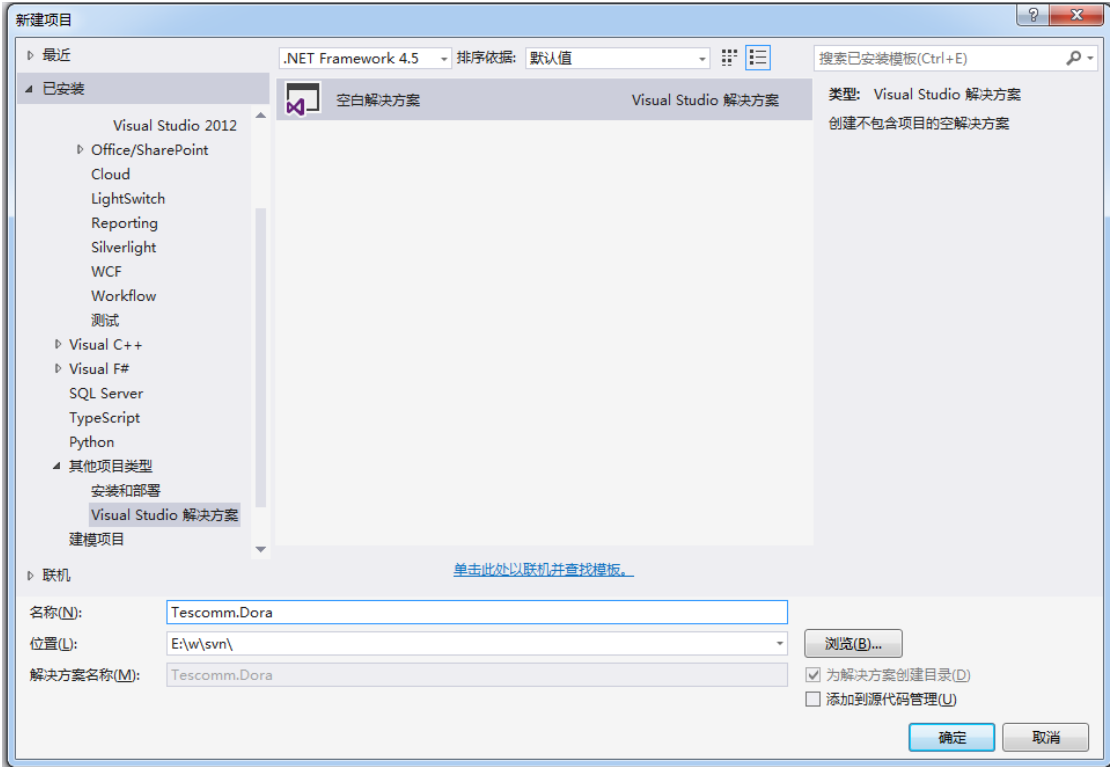 新建项目
最近
.NET Framework 4.5 排序依据: 默认值
搜索已安装模板(Ctrl+E)
已安装
Visual Studio 2012
Office/SharePoint
Cloud
LightSwitch
Reporting
Silverlight
WCF
Workflow
测试
Visual C++
Visual F#
SQL Server
TypeScript
Python
其他项目类型
安装和部署
Visual Studio 解决方案
建模项目
联机
空白解决方案 Visual Studio 解决方案
类型: Visual Studio 解决方案
创建不包含项目的空解决方案
单击此处以联机并查找模板。
名称(N): Tescomm.Dora
位置(L): E:\w\svn\
浏览(B)...
解决方案名称(M): Tescomm.Dora
为解决方案创建目录(D)
添加到源代码管理(U)
确定 取消